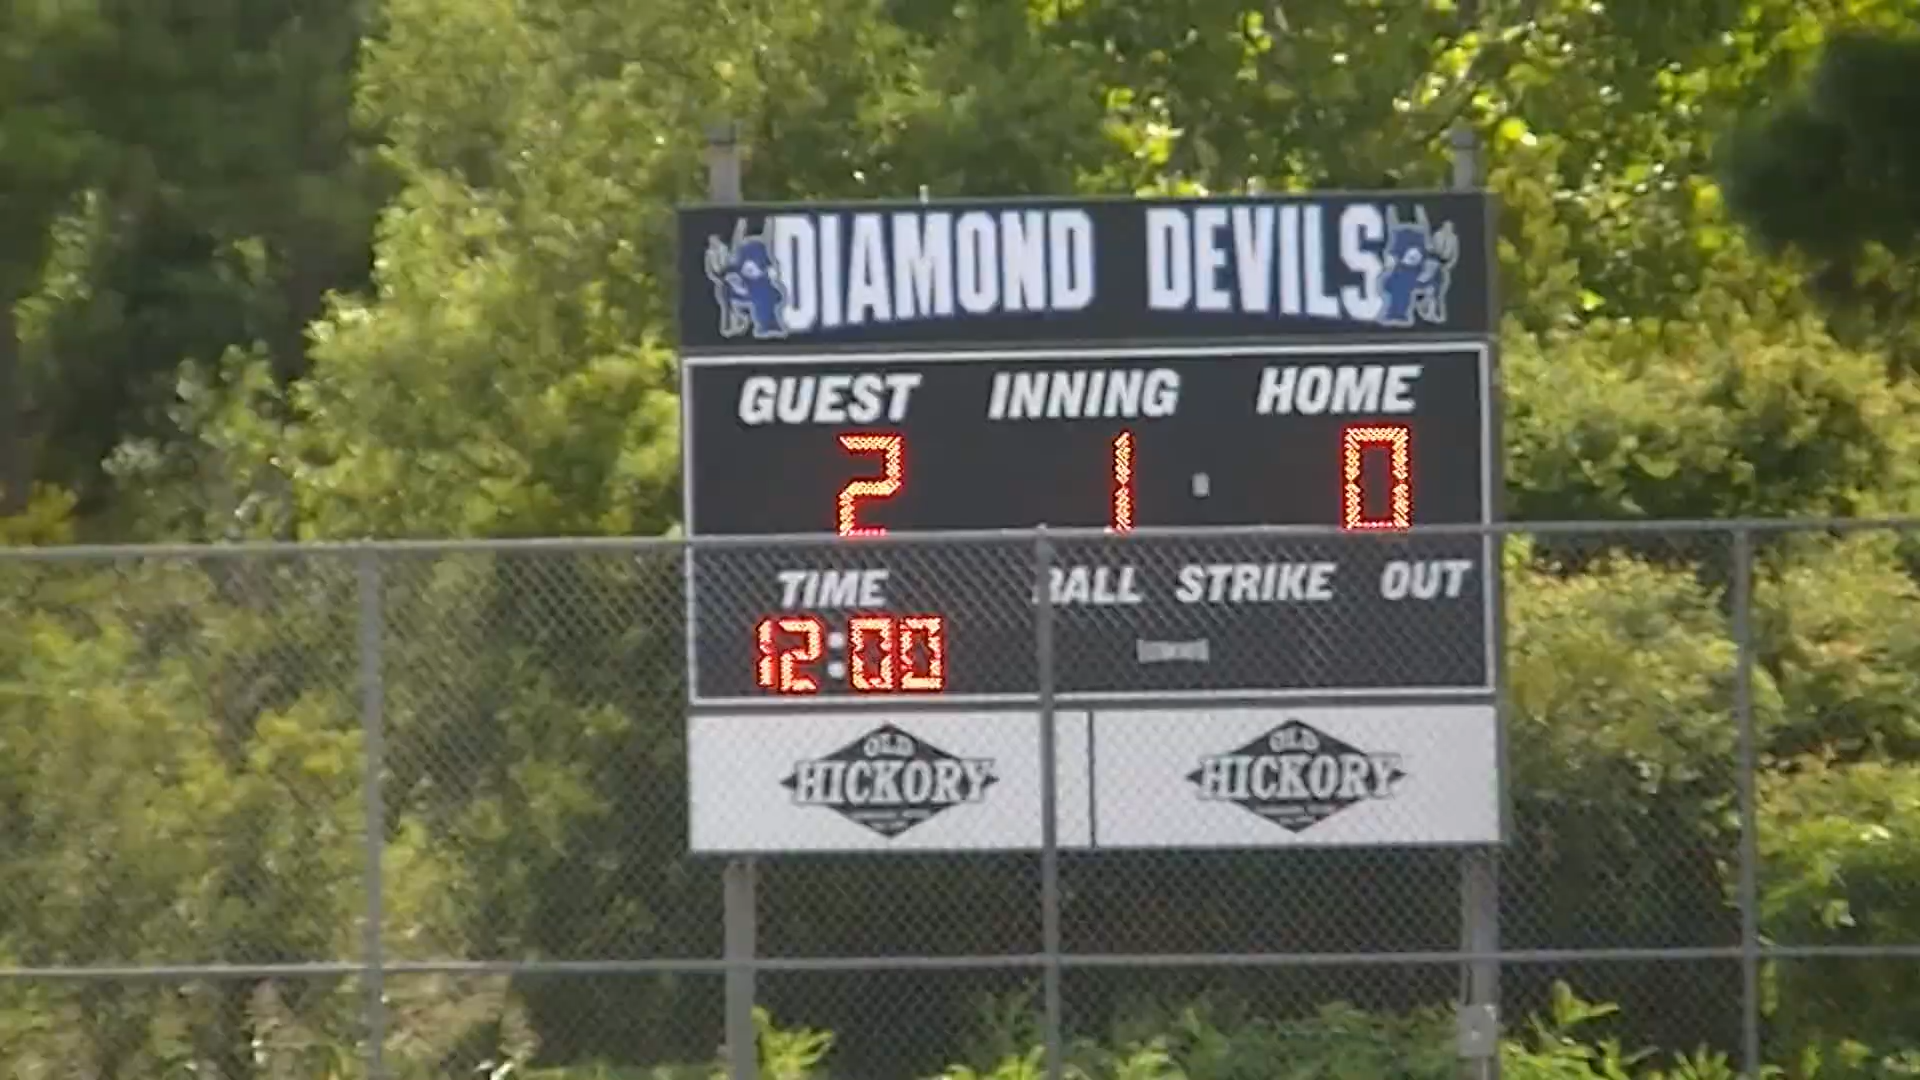 DIAMOND DEVILS
GUEST INNING HOME
2 1 0
TIME BALL STRIKE OUT
12:00
OLD HICKORY
OLD HICKORY